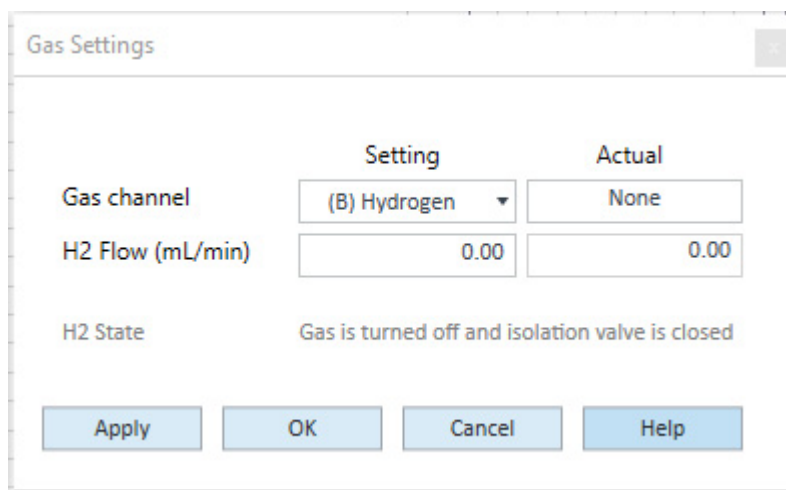 Gas Settings
x
Setting Actual
Gas channel (B) Hydrogen None
H2 Flow (mL/min) 0.00 0.00
H2 State Gas is turned off and isolation valve is closed
Apply OK Cancel Help